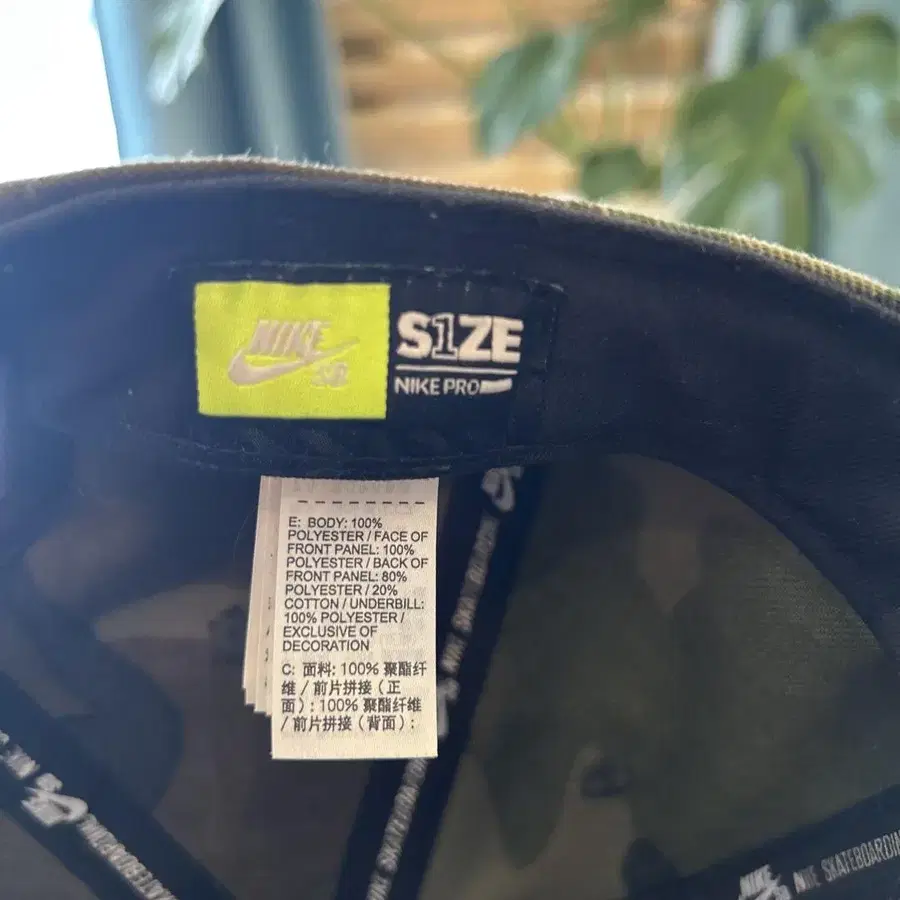 NIKE
SB
S1ZE
NIKE PRO
E: BODY: 100%
POLYESTER / FACE OF
FRONT PANEL: 100%
POLYESTER / BACK OF
FRONT PANEL: 80%
POLYESTER / 20%
COTTON / UNDERBILL:
100% POLYESTER /
EXCLUSIVE OF
DECORATION
C: 面料: 100% 聚酯纤
维 / 前片拼接（正
面）: 100% 聚酯纤维
/ 前片拼接（背面）:
NIKE SKATEBOARDING
NIKE SKATEBOARDIN